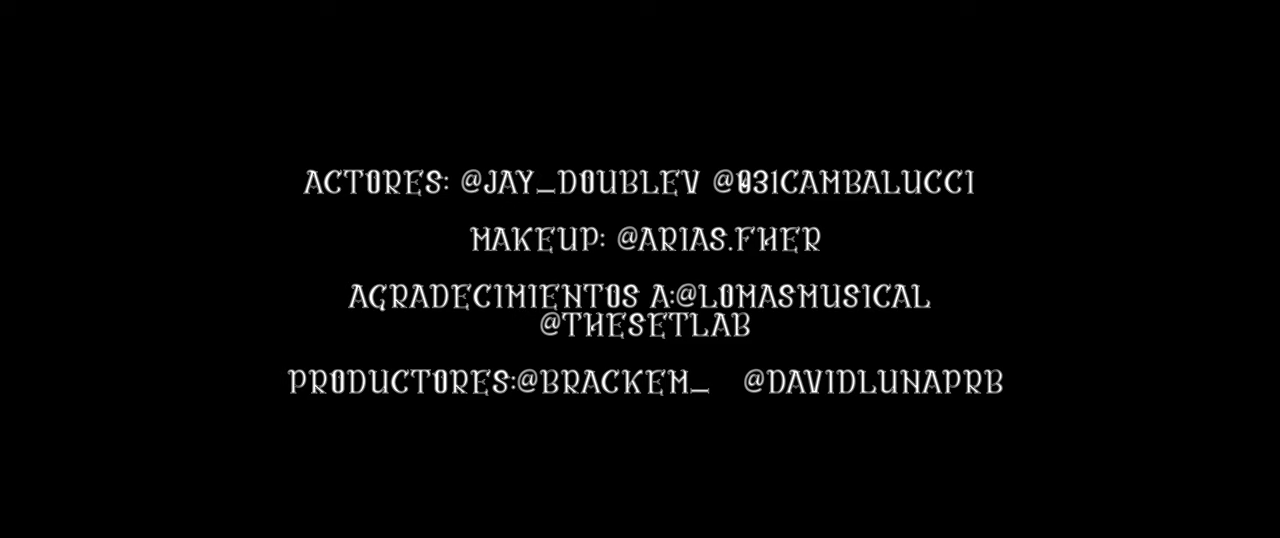 ACTORES: @JAY_DOUBLEV @031CAMBALUCCI
MAKEUP: @ARIAS.FHER
AGRADECIMIENTOS A:@LOMASMUSICAL
@THESETLAB
PRODUCTORES:@BRACKEM_ @DAVIDLUNAPRB